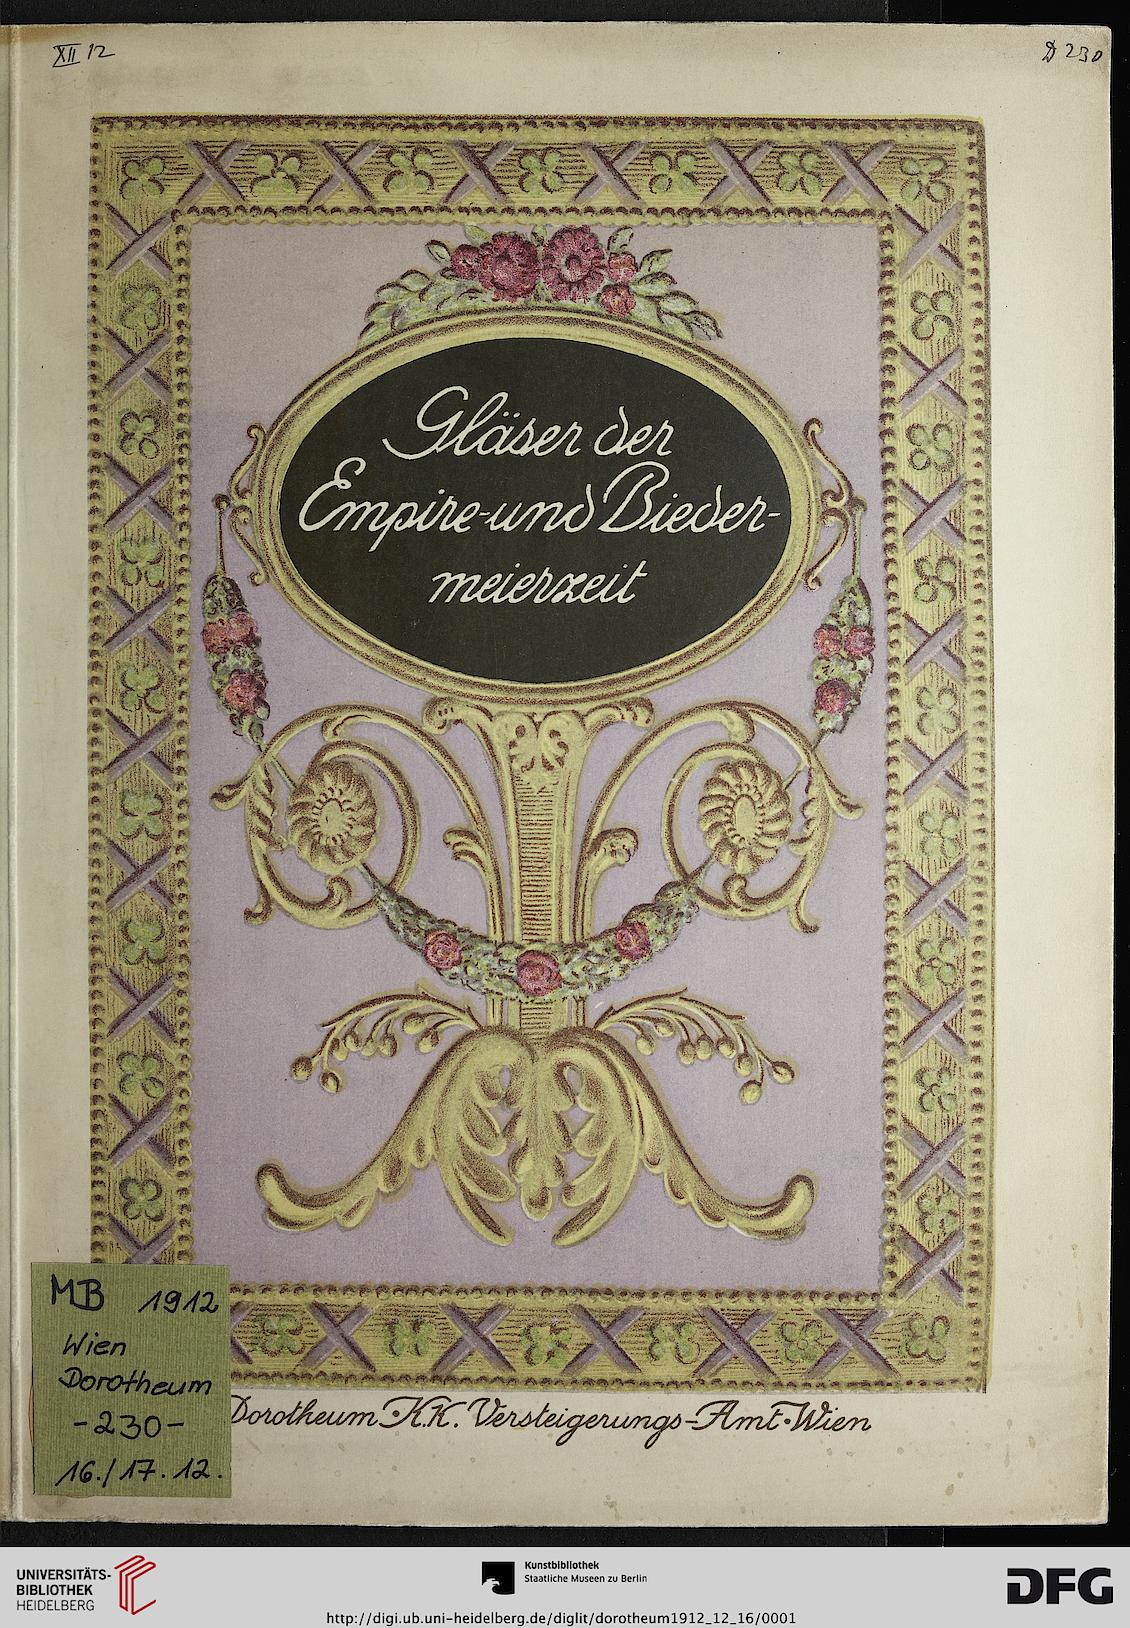 XII 12
D 230
Gläser der
Empire- und Bieder-
meierzeit
MB 1912
Wien
Dorotheum
-230-
16./17.12.
Dorotheum·K.K. Versteigerungs-Amt·Wien
UNIVERSITÄTS-
BIBLIOTHEK
HEIDELBERG
Kunstbibliothek
Staatliche Museen zu Berlin
DFG
http://digi.ub.uni-heidelberg.de/diglit/dorotheum1912_12_16/0001